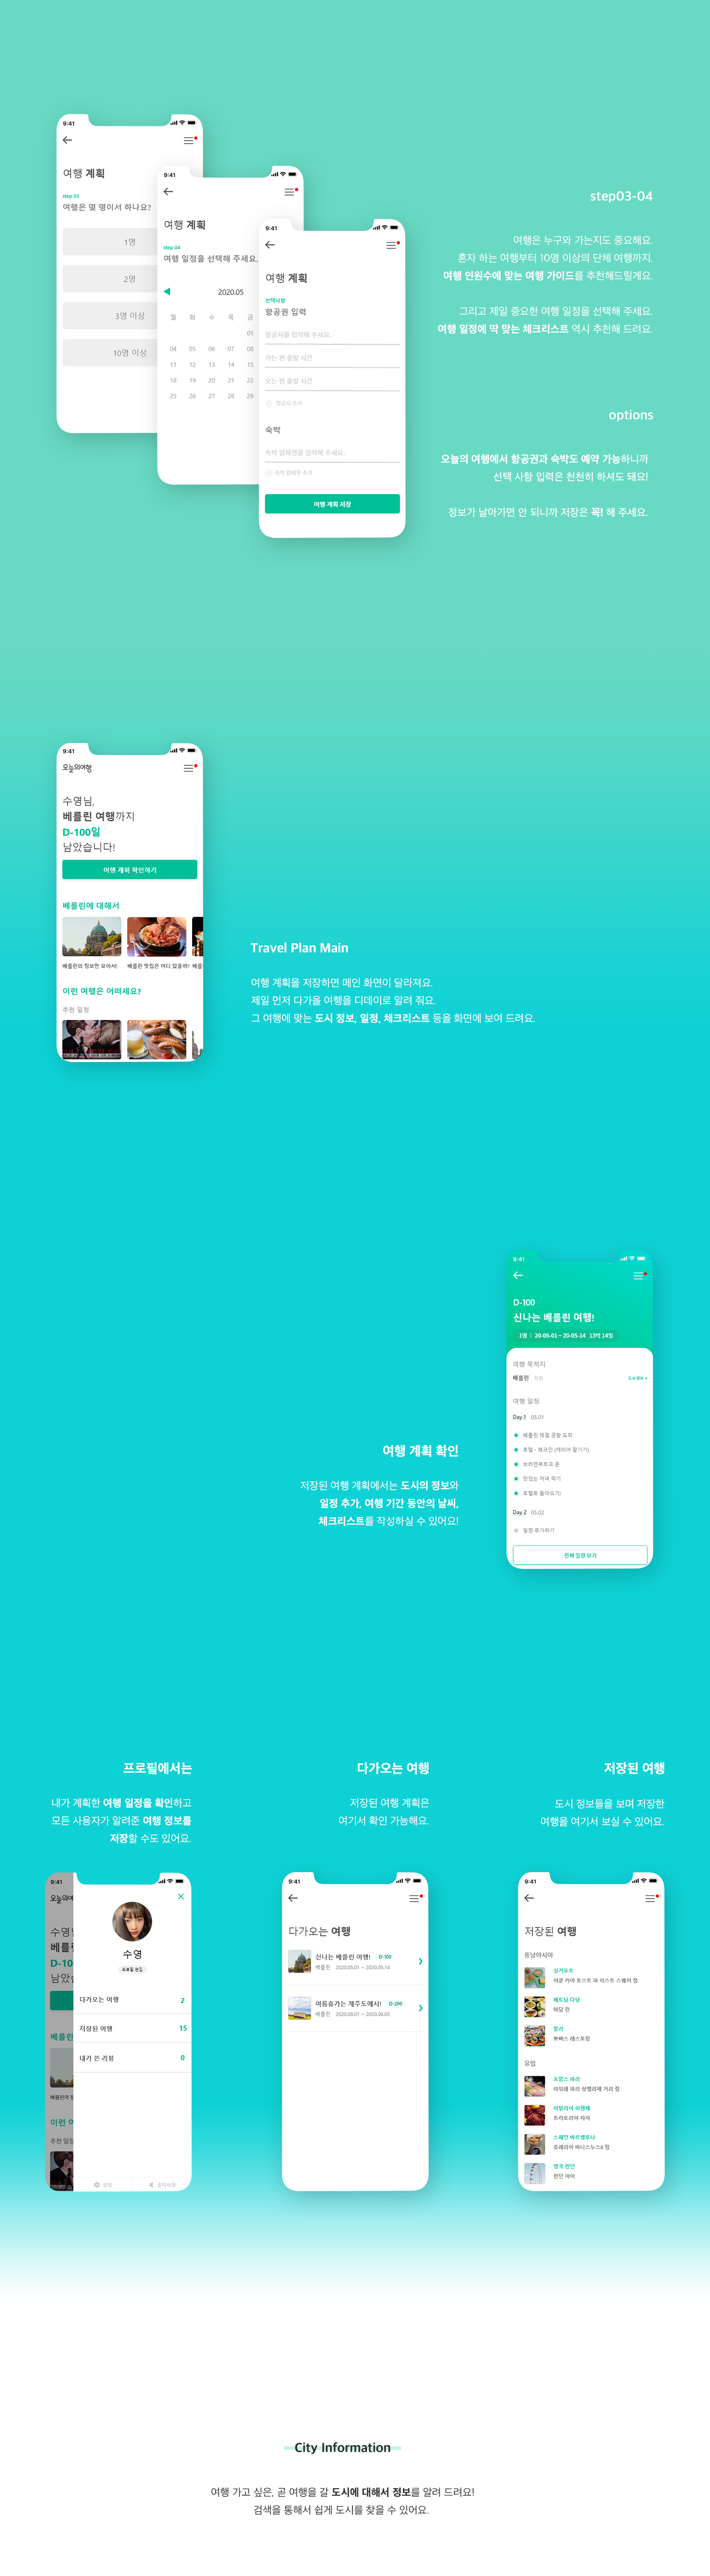 9:41
여행 계획
step 03
여행은 몇 명이서 하나요?
1명
2명
3명 이상
10명 이상
9:41
여행 계획
step 04
여행 일정을 선택해 주세요.
2020.05
월 화 수 목 금
01
04 05 06 07 08
11 12 13 14 15
18 19 20 21 22
25 26 27 28 29
9:41
여행 계획
선택사항
항공권 입력
항공사를 입력해 주세요.
가는 편 출발 시간
오는 편 출발 시간
항공사 추가
숙박
숙박 업체명을 입력해 주세요.
숙박 업체명 추가
여행 계획 저장
step03-04
여행은 누구와 가는지도 중요해요.
혼자 하는 여행부터 10명 이상의 단체 여행까지,
여행 인원수에 맞는 여행 가이드를 추천해드릴게요.
그리고 제일 중요한 여행 일정을 선택해 주세요.
여행 일정에 딱 맞는 체크리스트 역시 추천해 드려요.
options
오늘의 여행에서 항공권과 숙박도 예약 가능하니까
선택 사항 입력은 천천히 하셔도 돼요!
정보가 날아가면 안 되니까 저장은 꼭! 해 주세요.
9:41
오늘의여행
수영님,
베를린 여행까지
D-100일
남았습니다!
여행 계획 확인하기
베를린에 대해서
베를린의 정보만 모아서!
베를린 맛집은 어디 있을까?
베를
이런 여행은 어떠세요?
추천 일정
Travel Plan Main
여행 계획을 저장하면 메인 화면이 달라져요.
제일 먼저 다가올 여행을 디데이로 알려 줘요.
그 여행에 맞는 도시 정보, 일정, 체크리스트 등을 화면에 보여 드려요.
9:41
D-100
신나는 베를린 여행!
1명 | 20-05-01 ~ 20-05-14 13박 14일
여행 목적지
베를린 독일
도시 정보 >
여행 일정
Day.1 05.01
베를린 테겔 공항 도착
호텔 - 체크인 (캐리어 맡기기)
브란덴부르크 문
맛있는 저녁 먹기
호텔로 돌아오기!
Day.2 05.02
일정 추가하기
전체 일정 보기
여행 계획 확인
저장된 여행 계획에서는 도시의 정보와
일정 추가, 여행 기간 동안의 날씨,
체크리스트를 작성하실 수 있어요!
프로필에서는
내가 계획한 여행 일정을 확인하고
모든 사용자가 알려준 여행 정보를
저장할 수도 있어요.
다가오는 여행
저장된 여행 계획은
여기서 확인 가능해요.
저장된 여행
도시 정보들을 보며 저장한
여행을 여기서 보실 수 있어요.
9:41
오늘의여
수영
베를
D-10
남았
베를린
베를린의 정
이런 여
추천 일정
수영
프로필 편집
다가오는 여행 2
저장된 여행 15
내가 쓴 리뷰 0
설정
공지사항
9:41
다가오는 여행
신나는 베를린 여행! D-100
베를린 2020.05.01 ~ 2020.05.14
여름휴가는 제주도에서! D-200
베를린 2020.08.01 ~ 2020.08.05
9:41
저장된 여행
동남아시아
싱가포르
야쿤 카야 토스트 파 이스트 스퀘어 점
베트남 다낭
마담 란
발리
뽀삐스 레스토랑
유럽
프랑스 파리
라뒤레 파리 샹젤리제 거리 점
이탈리아 피렌체
트라토리아 자자
스페인 바르셀로나
츄레리아 바니스누스8 점
영국 런던
런던 아이
City Information
여행 가고 싶은, 곧 여행을 갈 도시에 대해서 정보를 알려 드려요!
검색을 통해서 쉽게 도시를 찾을 수 있어요.